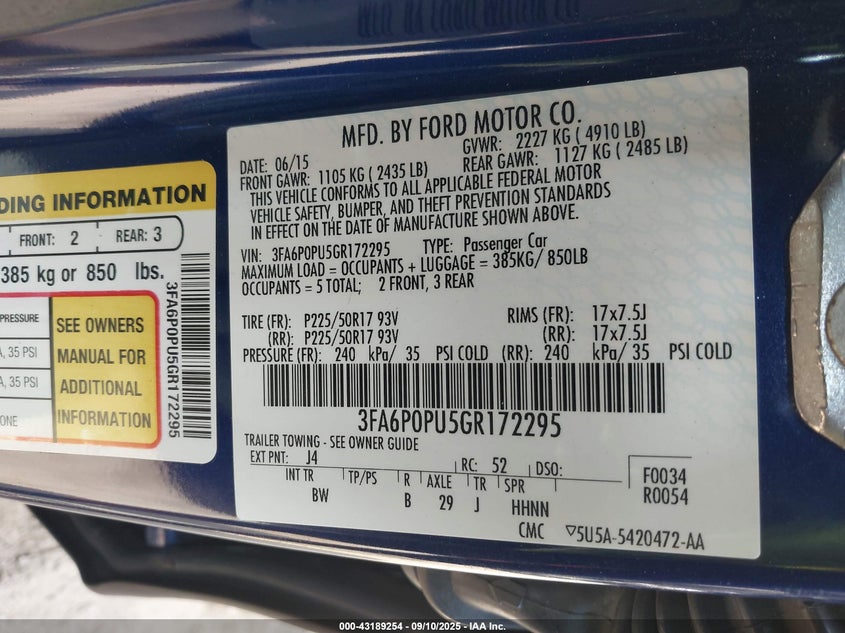 MFD. BY FORD MOTOR CO.
DATE: 06/15 GVWR: 2227 KG ( 4910 LB)
FRONT GAWR: 1105 KG ( 2435 LB) REAR GAWR: 1127 KG ( 2485 LB)
THIS VEHICLE CONFORMS TO ALL APPLICABLE FEDERAL MOTOR
VEHICLE SAFETY, BUMPER, AND THEFT PREVENTION STANDARDS
IN EFFECT ON THE DATE OF MANUFACTURE SHOWN ABOVE.
VIN: 3FA6P0PU5GR172295 TYPE: Passenger Car
MAXIMUM LOAD = OCCUPANTS + LUGGAGE = 385KG/ 850LB
OCCUPANTS = 5 TOTAL; 2 FRONT, 3 REAR
TIRE (FR): P225/50R17 93V RIMS (FR): 17x7.5J
(RR): P225/50R17 93V (RR): 17x7.5J
PRESSURE (FR): 240 kPa/ 35 PSI COLD (RR): 240 kPa/ 35 PSI COLD
3FA6P0PU5GR172295
TRAILER TOWING - SEE OWNER GUIDE
EXT PNT: J4 RC: 52 DSO: F0034
INT TR TP/PS R AXLE TR SPR R0054
BW B 29 J HHNN
CMC 5U5A-5420472-AA
DING INFORMATION
FRONT: 2 REAR: 3
385 kg or 850 lbs.
PRESSURE
, 35 PSI
, 35 PSI
ONE
SEE OWNERS
MANUAL FOR
ADDITIONAL
INFORMATION
3FA6P0PU5GR172295
000-43189254 - 09/10/2025 - IAA Inc.